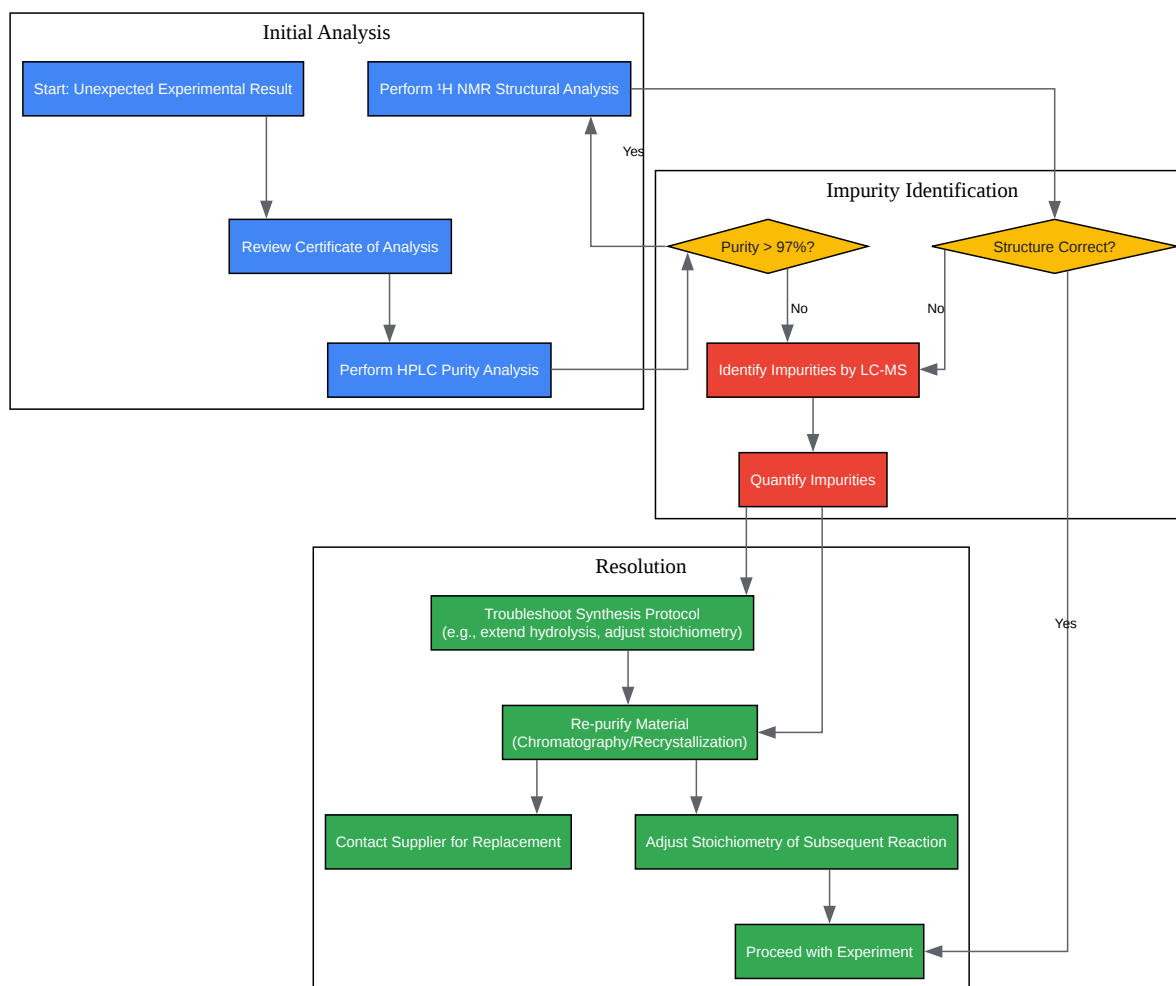 Initial Analysis
Start: Unexpected Experimental Result
Perform ¹H NMR Structural Analysis
Yes
Impurity Identification
Review Certificate of Analysis
Purity > 97%?
Structure Correct?
No
No
Perform HPLC Purity Analysis
Identify Impurities by LC-MS
Quantify Impurities
Resolution
Troubleshoot Synthesis Protocol
(e.g., extend hydrolysis, adjust stoichiometry)
Yes
Re-purify Material
(Chromatography/Recrystallization)
Contact Supplier for Replacement
Adjust Stoichiometry of Subsequent Reaction
Proceed with Experiment